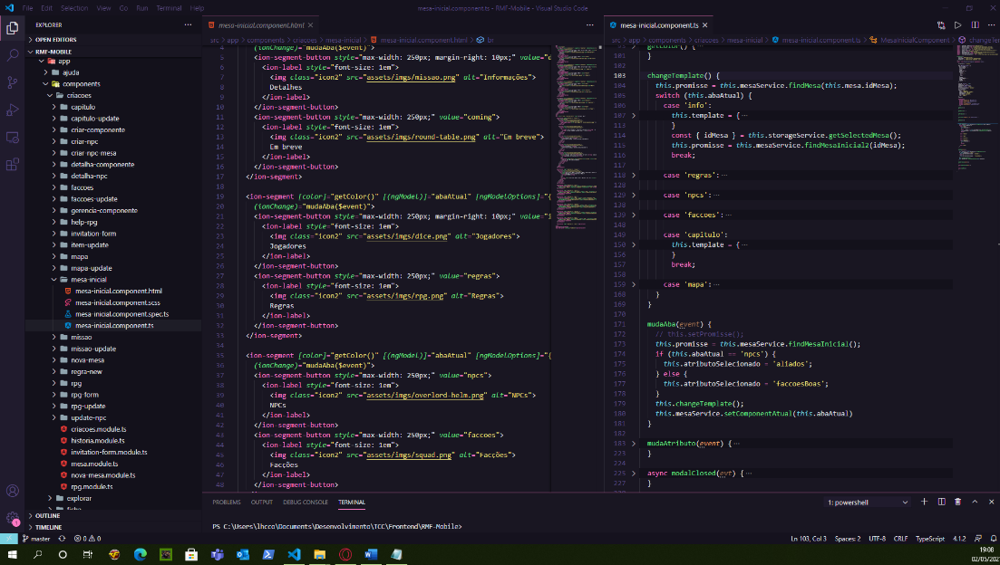 File Edit Selection View Go Run Terminal Help
mesa-inicial.component.ts - RMF-Mobile - Visual Studio Code
EXPLORER
OPEN EDITORS
RMF-MOBILE
app
ajuda
components
criacoes
capitulo
capitulo-update
criar-componente
criar-npc
criar-npc-mesa
detalha-componente
detalha-npc
faccoes
faccoes-update
gerencia-componente
help-rpg
invitation-form
item-update
mapa
mapa-update
mesa-inicial
mesa-inicial.component.html
mesa-inicial.component.scss
mesa-inicial.component.spec.ts
mesa-inicial.component.ts
missao
missao-update
nova-mesa
regra-new
rpg
rpg-form
rpg-update
update-npc
criacoes.module.ts
historia.module.ts
invitation-form.module.ts
mesa.module.ts
nova-mesa.module.ts
rpg.module.ts
explorar
ficha
OUTLINE
TIMELINE
mesa-inicial.component.html
src > app > components > criacoes > mesa-inicial > mesa-inicial.component.html > br
4 (ionChange)="mudaAba($event)">
5 <ion-segment-button style="max-width: 250px; margin-right: 10px;" value="d
6 <ion-label style="font-size: 1em">
7 <img class="icon2" src="assets/imgs/missao.png" alt="Informações">
8 Detalhes
9 </ion-label>
10 </ion-segment-button>
11 <ion-segment-button style="max-width: 250px;" value="coming">
12 <ion-label style="font-size: 1em">
13 <img class="icon2" src="assets/imgs/round-table.png" alt="Em breve">
14 Em breve
15 </ion-label>
16 </ion-segment-button>
17 </ion-segment>
18
19 <ion-segment [color]="getColor()" [(ngModel)]="abaAtual" [ngModelOptions]="{
20 (ionChange)="mudaAba($event)">
21 <ion-segment-button style="max-width: 250px; margin-right: 10px;" value="i
22 <ion-label style="font-size: 1em">
23 <img class="icon2" src="assets/imgs/dice.png" alt="Jogadores">
24 Jogadores
25 </ion-label>
26 </ion-segment-button>
27 <ion-segment-button style="max-width: 250px;" value="regras">
28 <ion-label style="font-size: 1em">
29 <img class="icon2" src="assets/imgs/rpg.png" alt="Regras">
30 Regras
31 </ion-label>
32 </ion-segment-button>
33 </ion-segment>
34
35 <ion-segment [color]="getColor()" [(ngModel)]="abaAtual" [ngModelOptions]="{
36 (ionChange)="mudaAba($event)">
37 <ion-segment-button style="max-width: 250px;" value="npcs">
38 <ion-label style="font-size: 1em">
39 <img class="icon2" src="assets/imgs/overlord-helm.png" alt="NPCs">
40 NPCs
41 </ion-label>
42 </ion-segment-button>
43 <ion-segment-button style="max-width: 250px;" value="faccoes">
44 <ion-label style="font-size: 1em">
45 <img class="icon2" src="assets/imgs/squad.png" alt="Facções">
46 Facções
47 </ion-label>
48 </ion-segment-button>
mesa-inicial.component.ts
src > app > components > criacoes > mesa-inicial > mesa-inicial.component.ts > MesaInicialComponent > changeTem
getColor() {
101 }
102
103 changeTemplate() {
104 this.promisse = this.mesaService.findMesa(this.mesa.idMesa);
105 switch (this.abaAtual) {
106 case 'info':
107 this.template = { ···
113 }
114 const { idMesa } = this.storageService.getSelectedMesa();
115 this.promisse = this.mesaService.findMesaInicial2(idMesa);
116 break;
117
118 case 'regras': ···
128
129 case 'npcs': ···
138
139 case 'faccoes': ···
148
149 case 'capitulo':
150 this.template = { ···
156 }
157 break;
158
159 case 'mapa': ···
168 }
169 }
170
171 mudaAba(event) {
172 // this.setPromisse();
173 this.promisse = this.mesaService.findMesaInicial();
174 if (this.abaAtual == 'npcs') {
175 this.atributoSelecionado = 'aliados';
176 } else {
177 this.atributoSelecionado = 'faccoesBoas';
178 }
179 this.changeTemplate();
180 this.mesaService.setComponentAtual(this.abaAtual)
181 }
182
183 mudaAtributo(event) { ···
223 }
224
225 async modalClosed(evt) { ···
227 }
PROBLEMS OUTPUT DEBUG CONSOLE TERMINAL
1: powershell
PS C:\Users\lhcco\Documents\Desenvolvimento\TCC\Frontend\RMF-Mobile>
master 0 0
Ln 103, Col 3 Spaces: 2 UTF-8 CRLF TypeScript 4.1.2
19:08
02/05/202